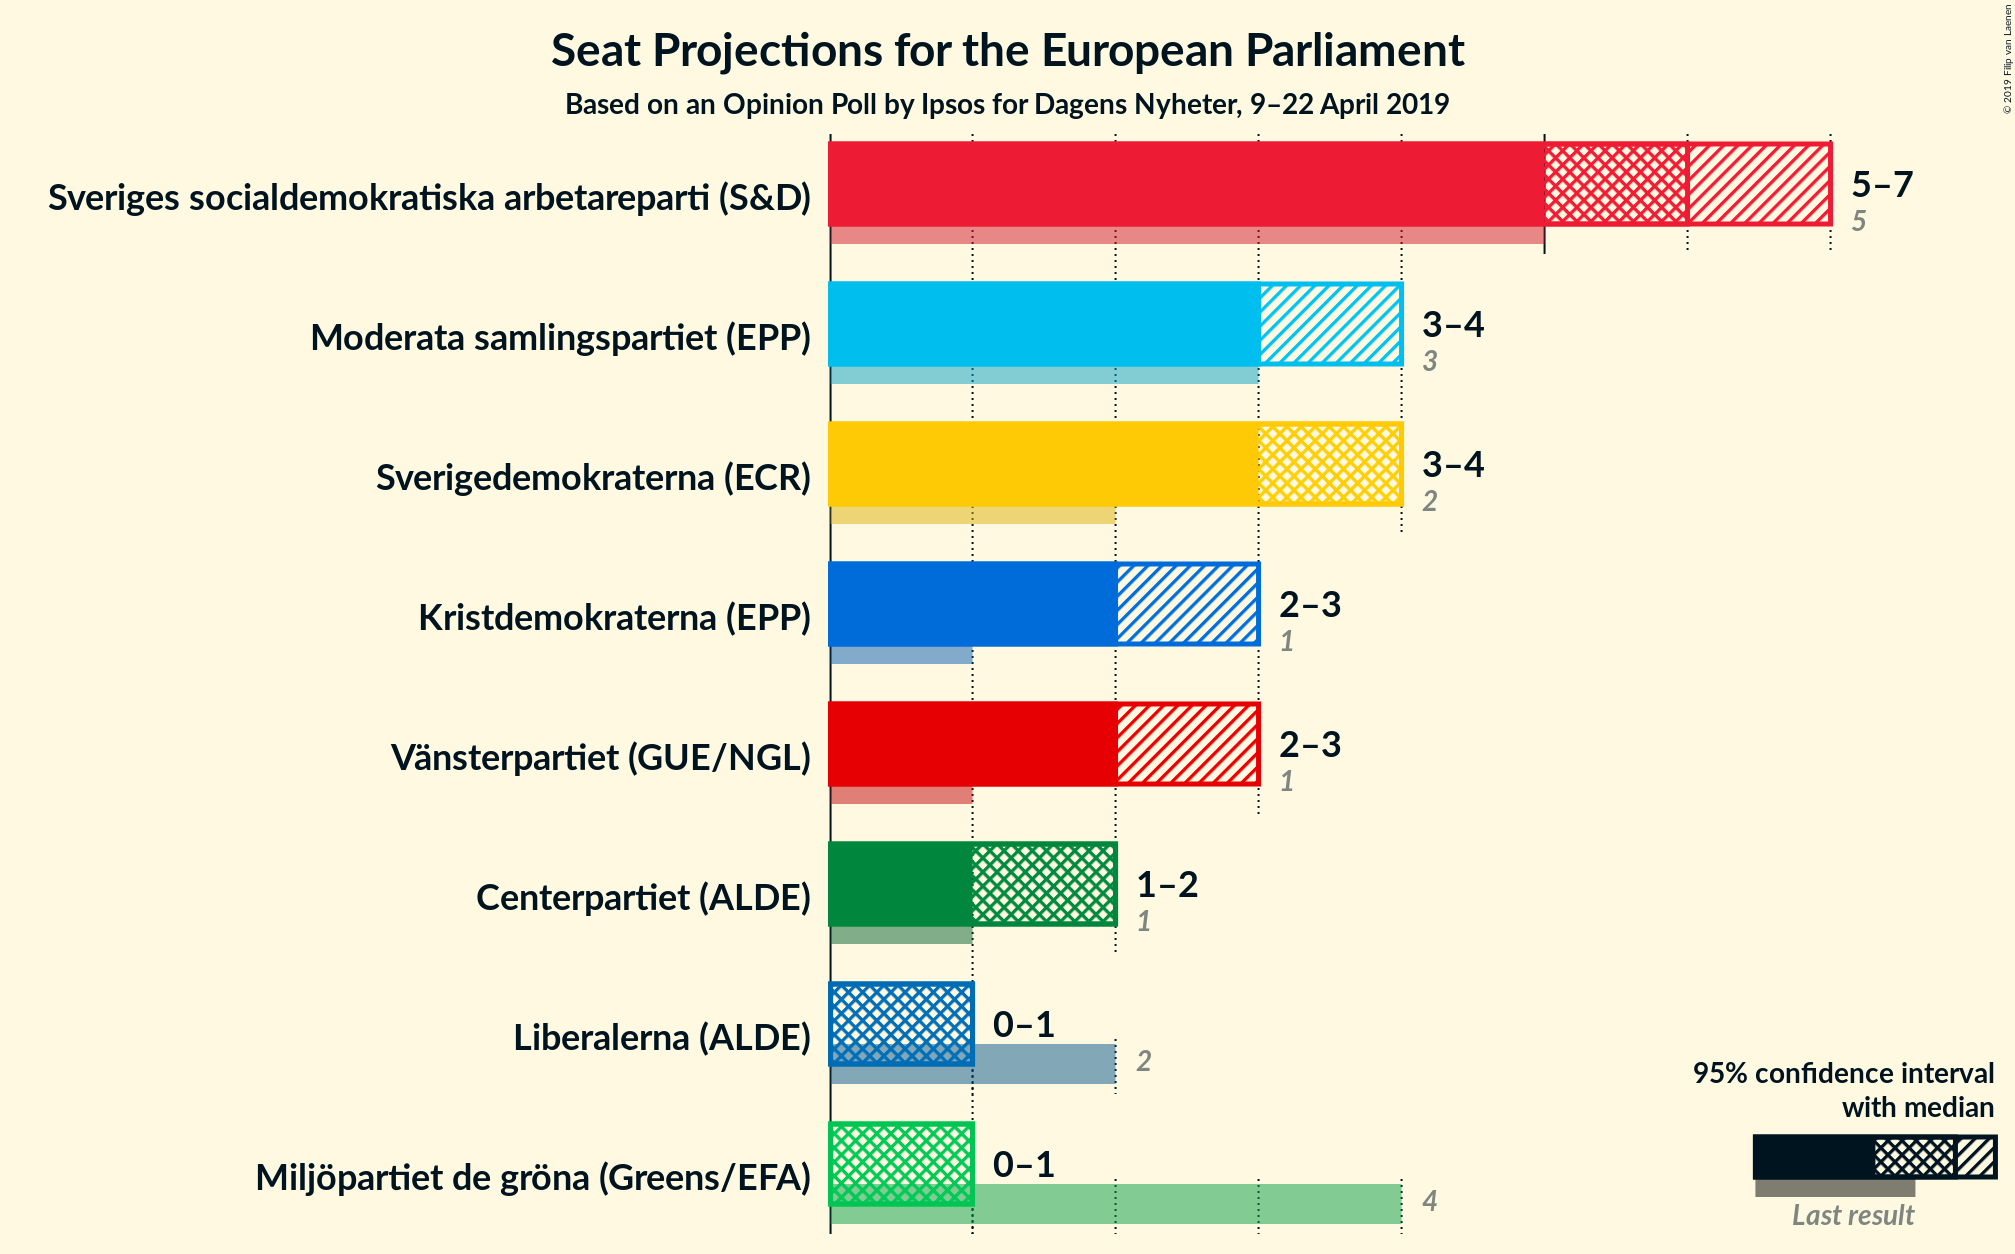 Seat Projections for the European Parliament
Based on an Opinion Poll by Ipsos for Dagens Nyheter, 9–22 April 2019
© 2019 Filip van Laenen
Sveriges socialdemokratiska arbetareparti (S&D)
5–7
5
Moderata samlingspartiet (EPP)
3–4
3
Sverigedemokraterna (ECR)
3–4
2
Kristdemokraterna (EPP)
2–3
1
Vänsterpartiet (GUE/NGL)
2–3
1
Centerpartiet (ALDE)
1–2
1
Liberalerna (ALDE)
0–1
2
Miljöpartiet de gröna (Greens/EFA)
0–1
4
95% confidence interval
with median
Last result